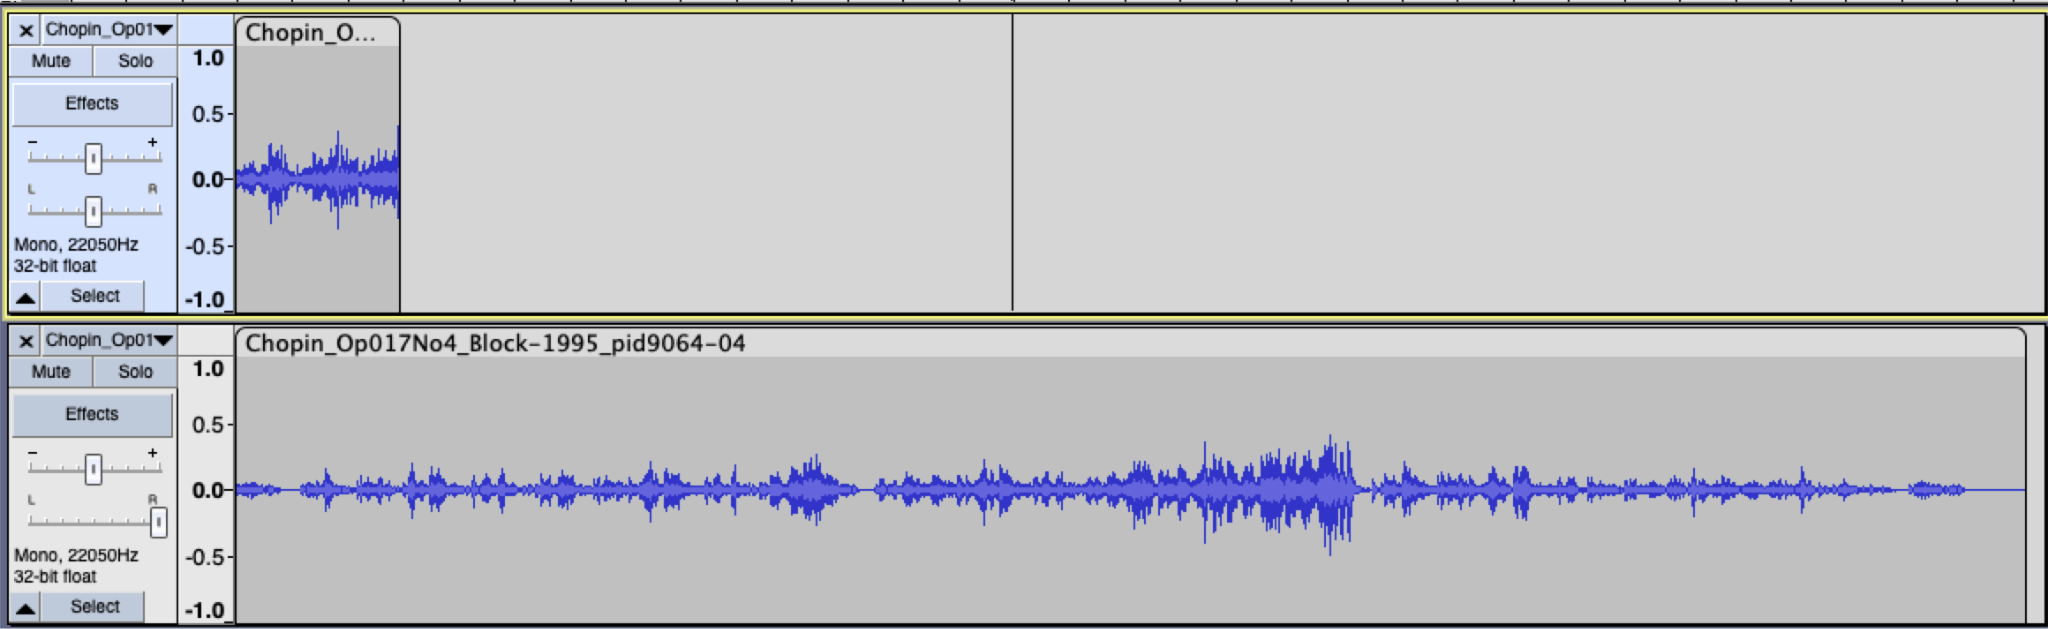 Chopin_Op01
Chopin_O...
Mute Solo
Effects
- +
L R
Mono, 22050Hz
32-bit float
Select
1.0
0.5
0.0
-0.5
-1.0
Chopin_Op01
Chopin_Op017No4_Block-1995_pid9064-04
Mute Solo
Effects
- +
L R
Mono, 22050Hz
32-bit float
Select
1.0
0.5
0.0
-0.5
-1.0